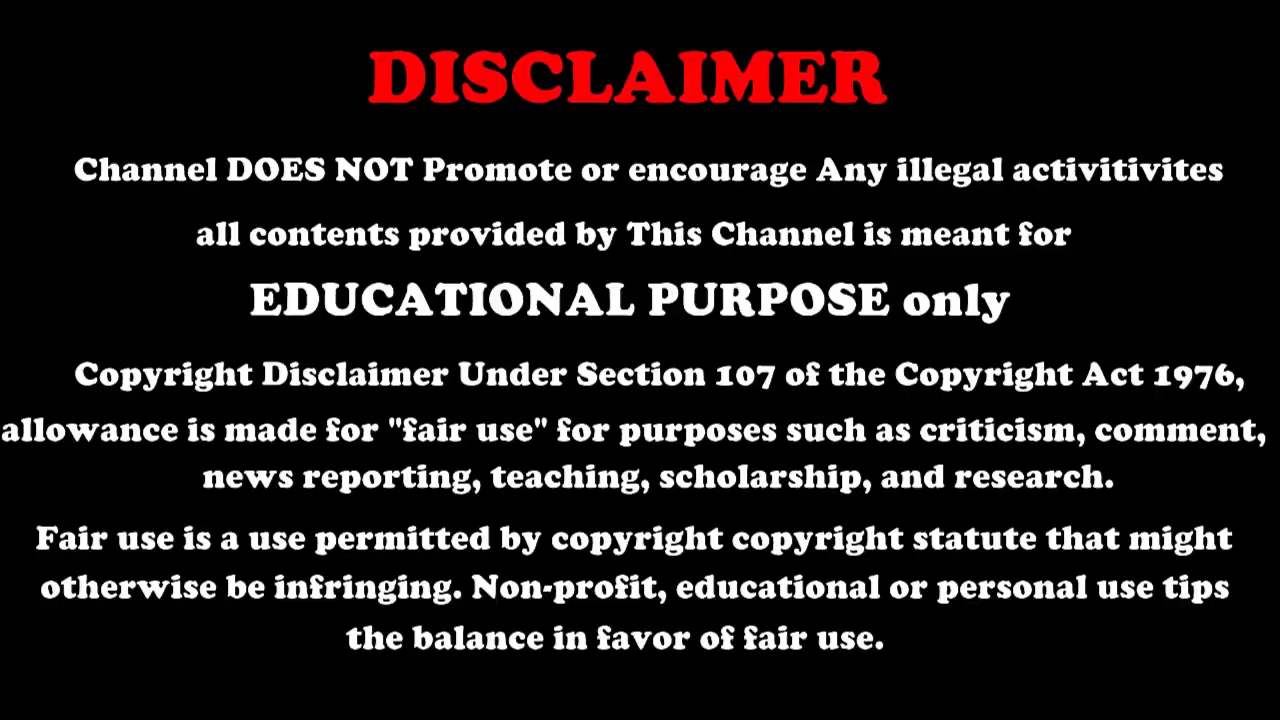 DISCLAIMER
Channel DOES NOT Promote or encourage Any illegal activitivites
all contents provided by This Channel is meant for
EDUCATIONAL PURPOSE only
Copyright Disclaimer Under Section 107 of the Copyright Act 1976,
allowance is made for "fair use" for purposes such as criticism, comment,
news reporting, teaching, scholarship, and research.
Fair use is a use permitted by copyright copyright statute that might
otherwise be infringing. Non-profit, educational or personal use tips
the balance in favor of fair use.